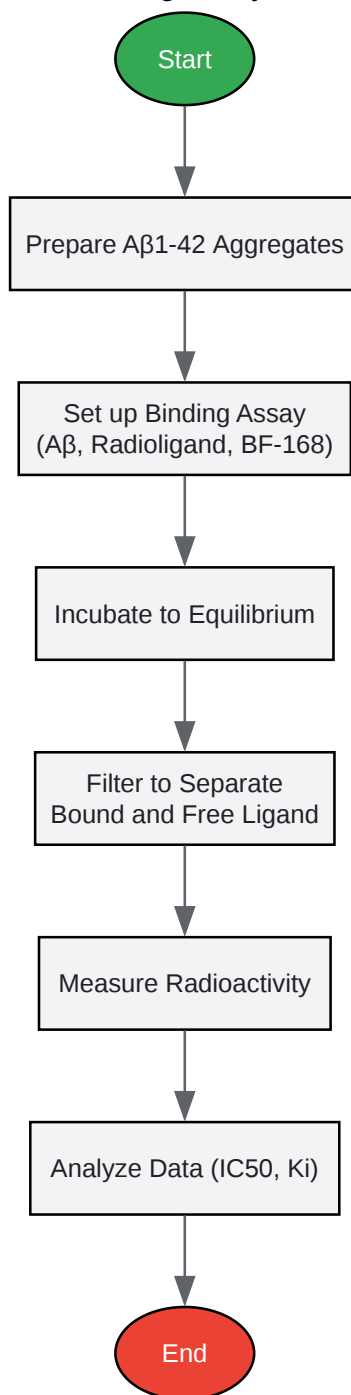 Start
Prepare Aβ1-42 Aggregates
Set up Binding Assay
(Aβ, Radioligand, BF-168)
Incubate to Equilibrium
Filter to Separate
Bound and Free Ligand
Measure Radioactivity
Analyze Data (IC50, Ki)
End